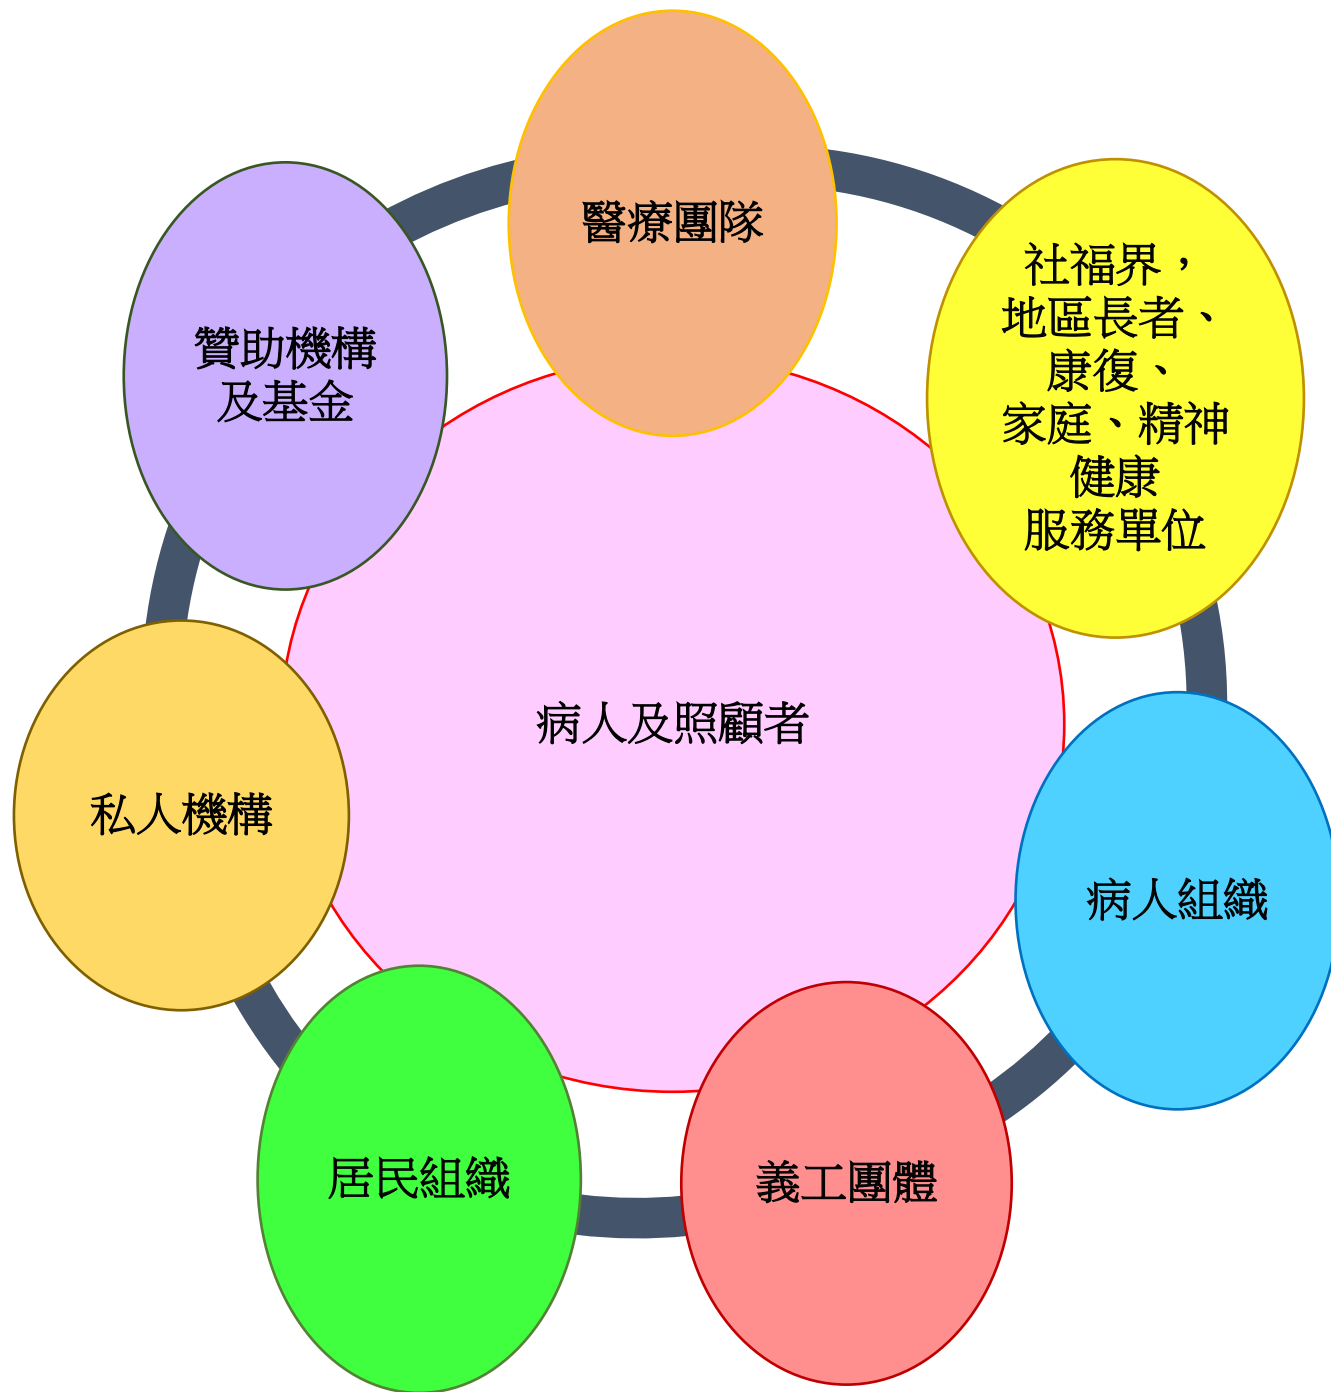 醫療團隊
社福界，
地區長者、
康復、
家庭、精神
健康
服務單位
贊助機構
及基金
病人及照顧者
私人機構
病人組織
居民組織
義工團體